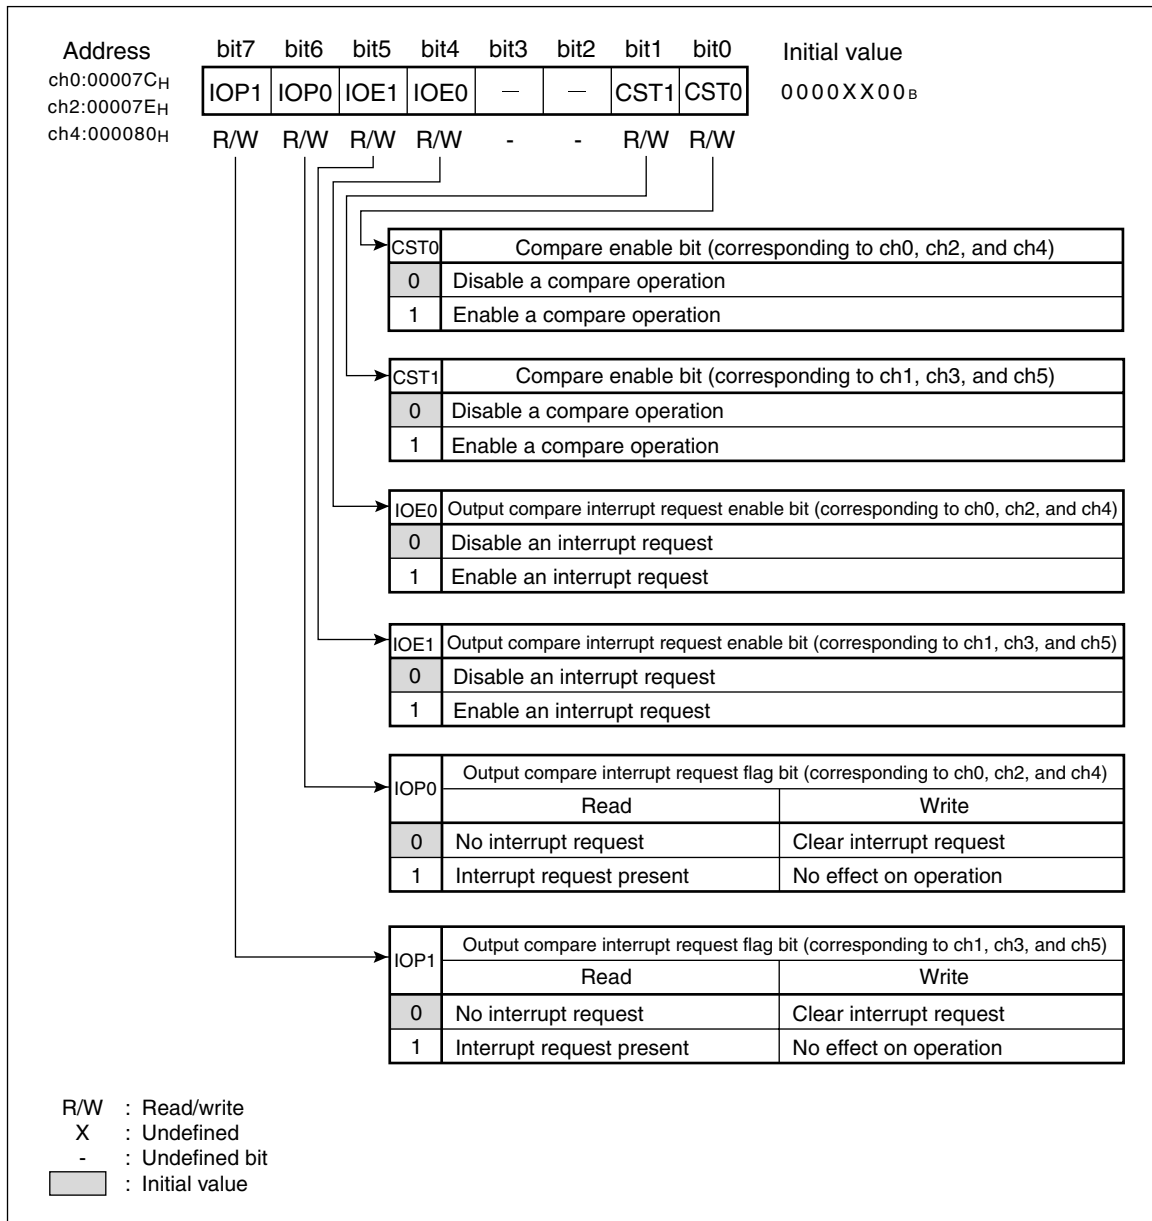 Address bit7 bit6 bit5 bit4 bit3 bit2 bit1 bit0 Initial value
ch0:00007CH
ch2:00007EH
ch4:000080H
IOP1 IOP0 IOE1 IOE0 — — CST1 CST0 0000XX00B
R/W R/W R/W R/W - - R/W R/W
CST0 Compare enable bit (corresponding to ch0, ch2, and ch4)
0 Disable a compare operation
1 Enable a compare operation
CST1 Compare enable bit (corresponding to ch1, ch3, and ch5)
0 Disable a compare operation
1 Enable a compare operation
IOE0 Output compare interrupt request enable bit (corresponding to ch0, ch2, and ch4)
0 Disable an interrupt request
1 Enable an interrupt request
IOE1 Output compare interrupt request enable bit (corresponding to ch1, ch3, and ch5)
0 Disable an interrupt request
1 Enable an interrupt request
IOP0 Output compare interrupt request flag bit (corresponding to ch0, ch2, and ch4)
Read Write
0 No interrupt request Clear interrupt request
1 Interrupt request present No effect on operation
IOP1 Output compare interrupt request flag bit (corresponding to ch1, ch3, and ch5)
Read Write
0 No interrupt request Clear interrupt request
1 Interrupt request present No effect on operation
R/W : Read/write
X : Undefined
- : Undefined bit
: Initial value